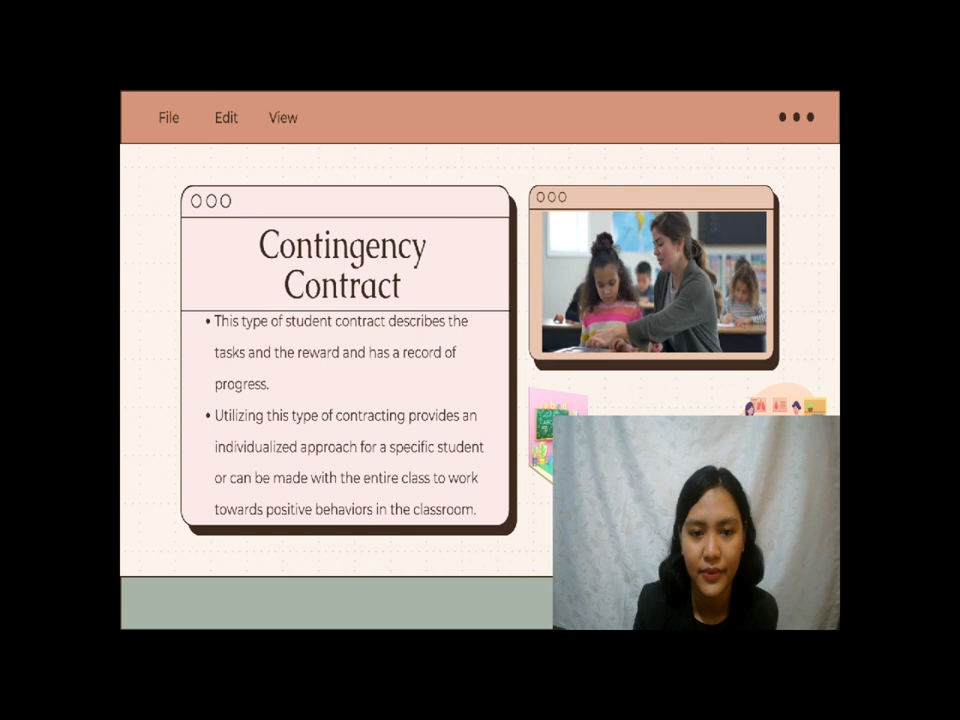 File Edit View
Contingency
Contract
• This type of student contract describes the
tasks and the reward and has a record of
progress.
• Utilizing this type of contracting provides an
individualized approach for a specific student
or can be made with the entire class to work
towards positive behaviors in the classroom.